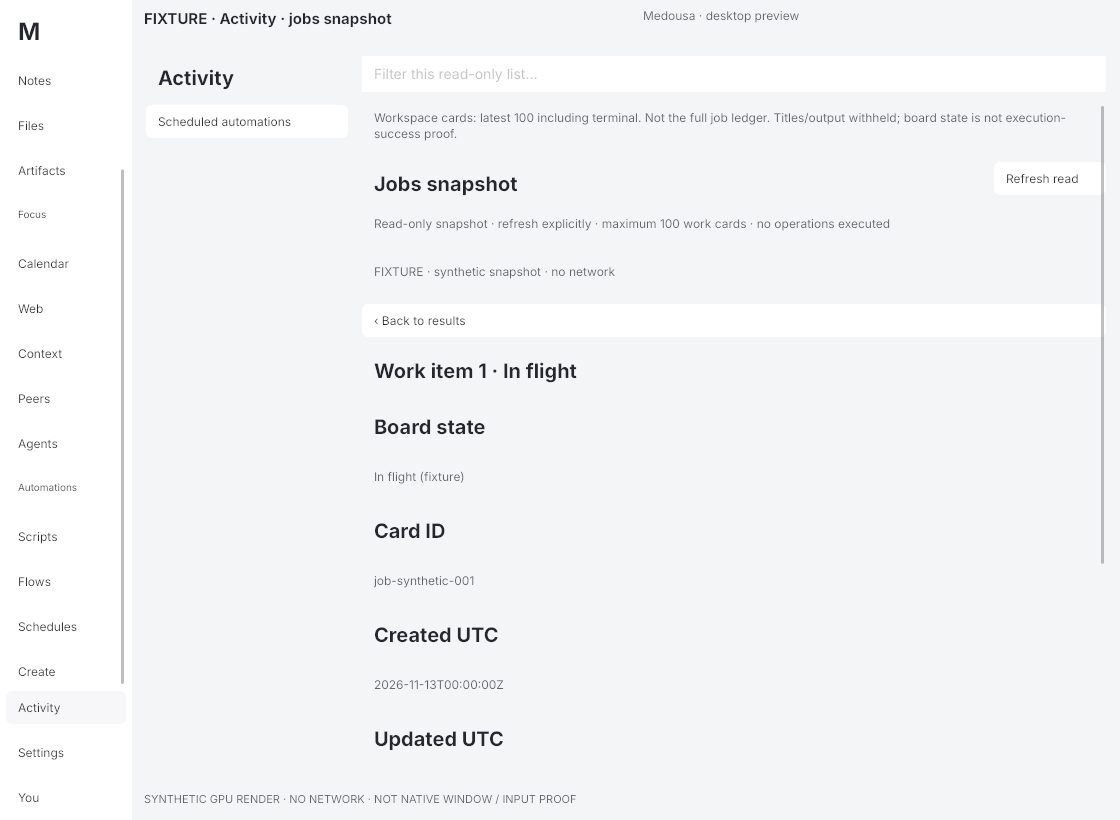 M
Notes
Files
Artifacts
Focus
Calendar
Web
Context
Peers
Agents
Automations
Scripts
Flows
Schedules
Create
Activity
Settings
You
FIXTURE · Activity · jobs snapshot
Medousa · desktop preview
Activity
Scheduled automations
Filter this read-only list...
Workspace cards: latest 100 including terminal. Not the full job ledger. Titles/output withheld; board state is not execution-
success proof.
Jobs snapshot
Refresh read
Read-only snapshot · refresh explicitly · maximum 100 work cards · no operations executed
FIXTURE · synthetic snapshot · no network
‹ Back to results
Work item 1 · In flight
Board state
In flight (fixture)
Card ID
job-synthetic-001
Created UTC
2026-11-13T00:00:00Z
Updated UTC
SYNTHETIC GPU RENDER · NO NETWORK · NOT NATIVE WINDOW / INPUT PROOF